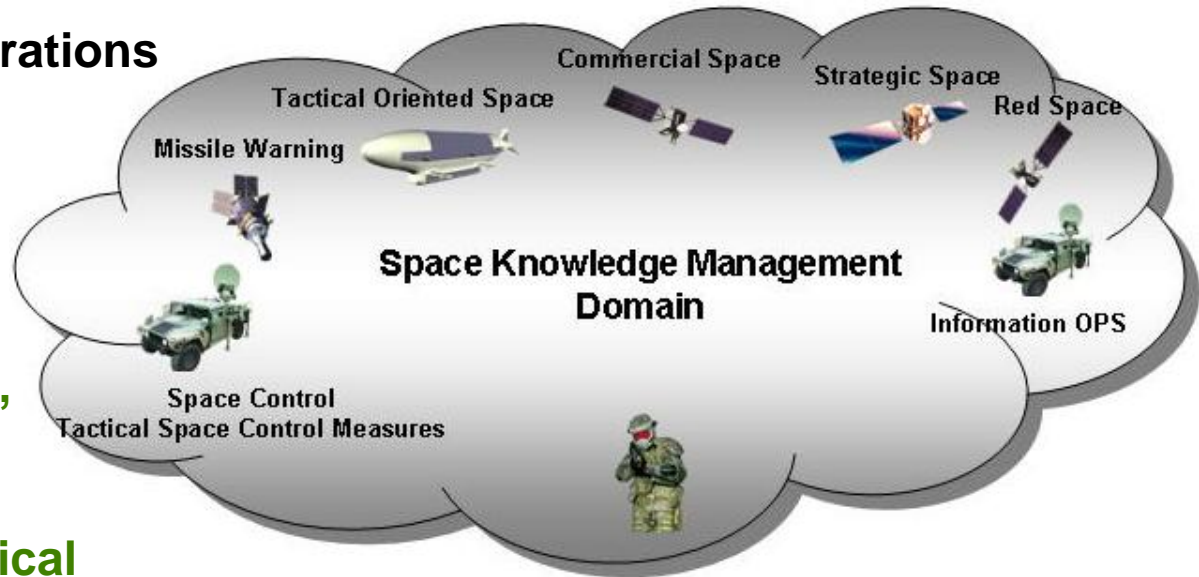 rations
Commercial Space
Strategic Space
Tactical Oriented Space
Red Space
Missile Warning
Space Knowledge Management
Domain
Information OPS
,
Space Control
Tactical Space Control Measures
ical